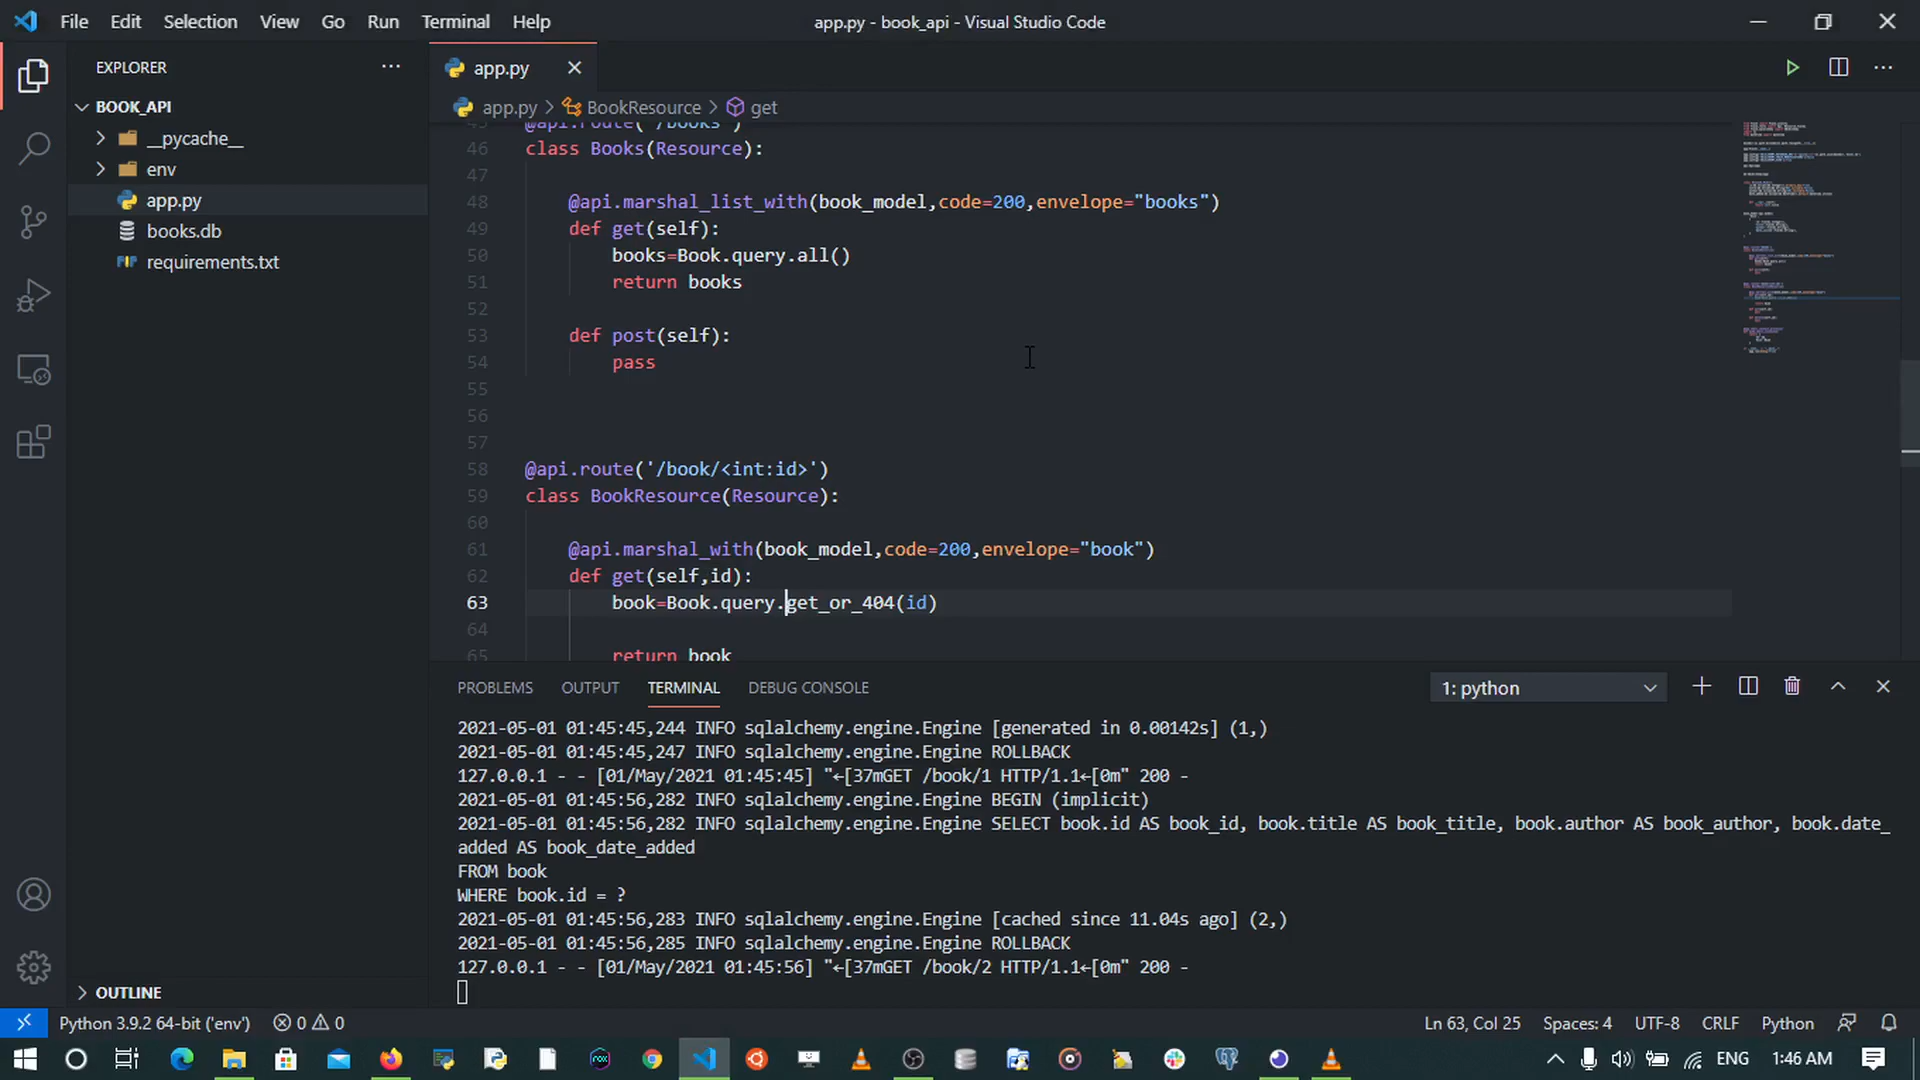 File Edit Selection View Go Run Terminal Help
app.py - book_api - Visual Studio Code
EXPLORER
BOOK_API
__pycache__
env
app.py
books.db
requirements.txt
OUTLINE
app.py
app.py > BookResource > get
@api.route('/books')
46 class Books(Resource):
47
48 @api.marshal_list_with(book_model,code=200,envelope="books")
49 def get(self):
50 books=Book.query.all()
51 return books
52
53 def post(self):
54 pass
55
56
57
58 @api.route('/book/<int:id>')
59 class BookResource(Resource):
60
61 @api.marshal_with(book_model,code=200,envelope="book")
62 def get(self,id):
63 book=Book.query.get_or_404(id)
64
65 return book
PROBLEMS OUTPUT TERMINAL DEBUG CONSOLE
1: python
2021-05-01 01:45:45,244 INFO sqlalchemy.engine.Engine [generated in 0.00142s] (1,)
2021-05-01 01:45:45,247 INFO sqlalchemy.engine.Engine ROLLBACK
127.0.0.1 - - [01/May/2021 01:45:45] "←[37mGET /book/1 HTTP/1.1←[0m" 200 -
2021-05-01 01:45:56,282 INFO sqlalchemy.engine.Engine BEGIN (implicit)
2021-05-01 01:45:56,282 INFO sqlalchemy.engine.Engine SELECT book.id AS book_id, book.title AS book_title, book.author AS book_author, book.date_
added AS book_date_added
FROM book
WHERE book.id = ?
2021-05-01 01:45:56,283 INFO sqlalchemy.engine.Engine [cached since 11.04s ago] (2,)
2021-05-01 01:45:56,285 INFO sqlalchemy.engine.Engine ROLLBACK
127.0.0.1 - - [01/May/2021 01:45:56] "←[37mGET /book/2 HTTP/1.1←[0m" 200 -
Python 3.9.2 64-bit ('env') 0 0
Ln 63, Col 25 Spaces: 4 UTF-8 CRLF Python
ENG 1:46 AM